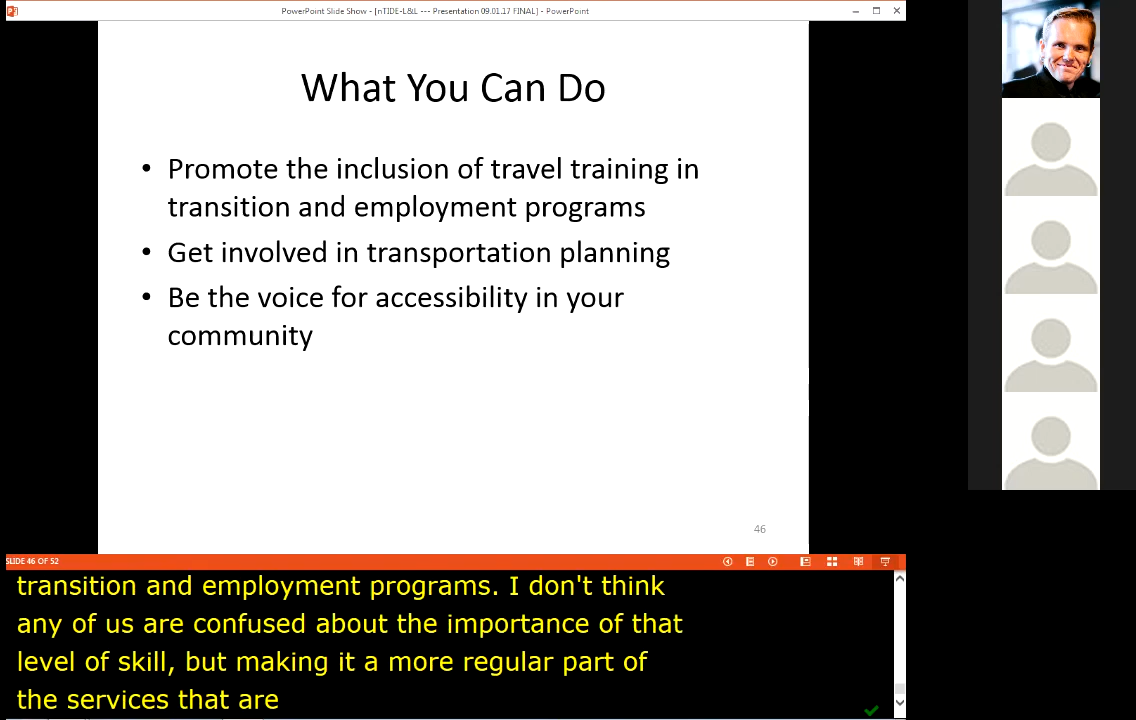 PowerPoint Slide Show - [nTIDE-L&L --- Presentation 09.01.17 FINAL] - PowerPoint
What You Can Do
• Promote the inclusion of travel training in
transition and employment programs
• Get involved in transportation planning
• Be the voice for accessibility in your
community
46
SLIDE 46 OF 52
transition and employment programs. I don't think
any of us are confused about the importance of that
level of skill, but making it a more regular part of
the services that are